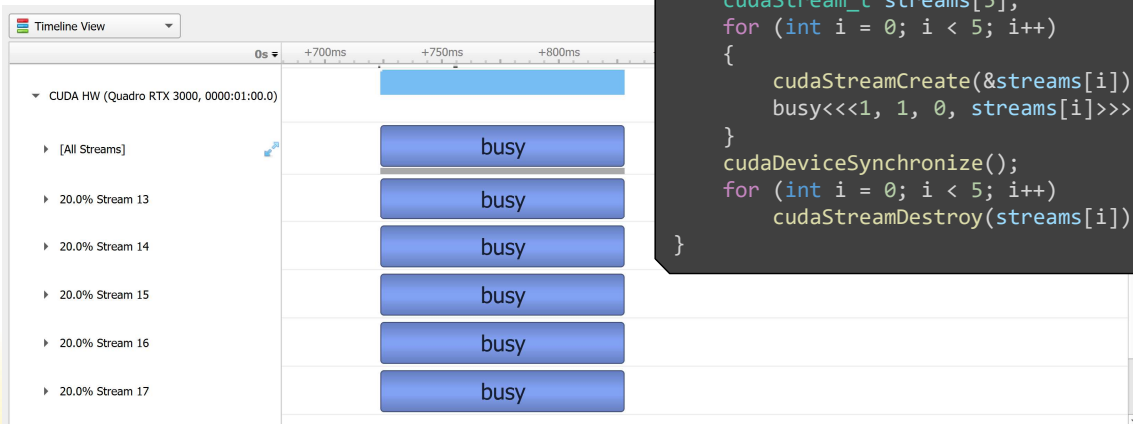 Timeline View
0s
+700ms
+750ms
+800ms
CUDA HW (Quadro RTX 3000, 0000:01:00.0)
[All Streams]
busy
20.0% Stream 13
busy
20.0% Stream 14
busy
20.0% Stream 15
busy
20.0% Stream 16
busy
20.0% Stream 17
busy
cudaStream_t streams[5];
for (int i = 0; i < 5; i++)
{
cudaStreamCreate(&streams[i])
busy<<<1, 1, 0, streams[i]>>>
}
cudaDeviceSynchronize();
for (int i = 0; i < 5; i++)
cudaStreamDestroy(streams[i])
}